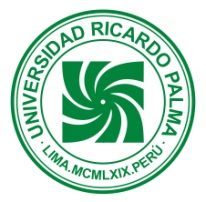 UNIVERSIDAD RICARDO PALMA
· LIMA.MCMLXIX.PERÚ ·